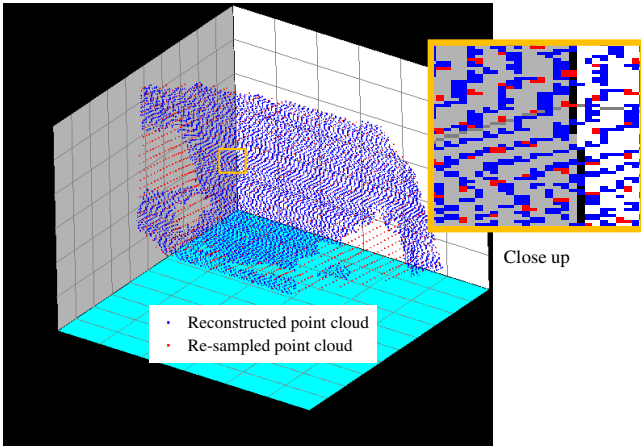 Close up
Reconstructed point cloud
Re-sampled point cloud